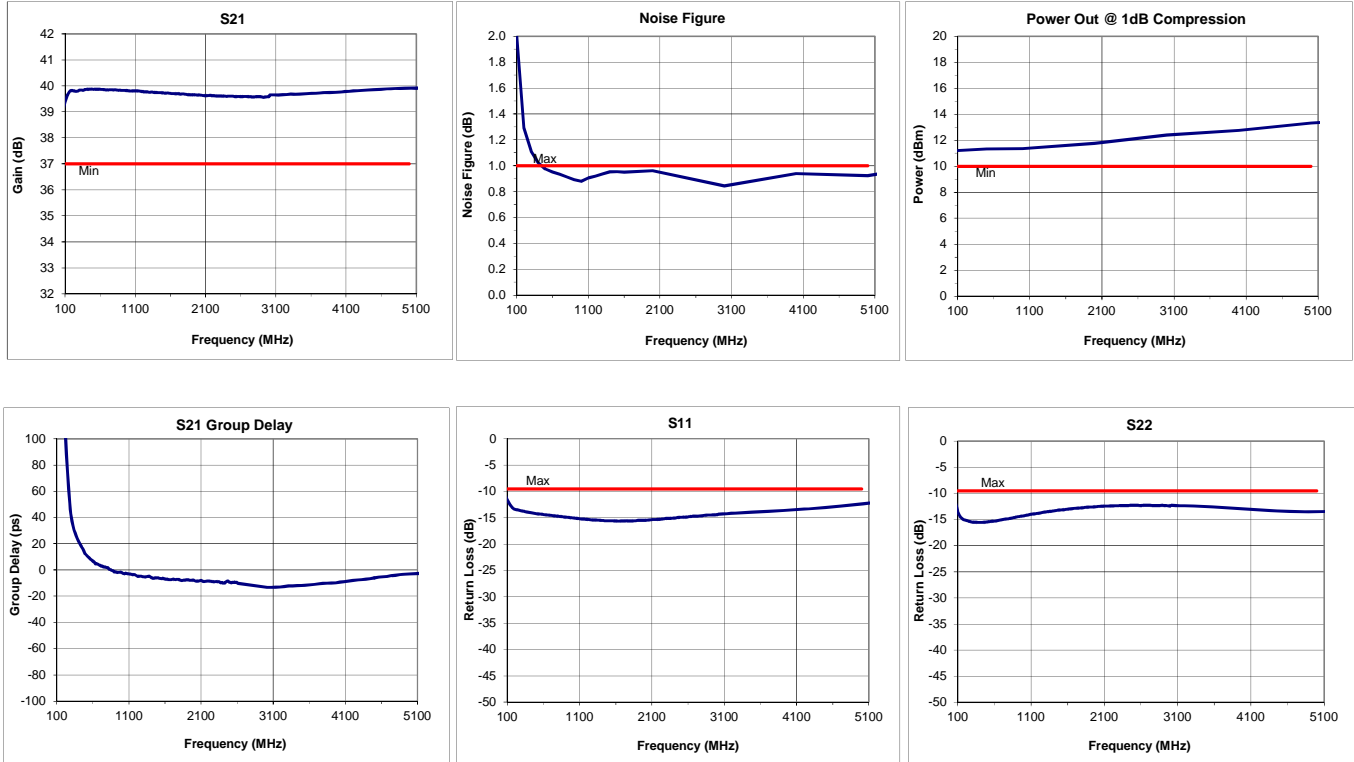 S21
42
41
40
39
38
37
36
35
34
33
32
Gain (dB)
Min
100 1100 2100 3100 4100 5100
Frequency (MHz)
Noise Figure
2.0
1.8
1.6
1.4
1.2
1.0
0.8
0.6
0.4
0.2
0.0
Noise Figure (dB)
Max
100 1100 2100 3100 4100 5100
Frequency (MHz)
Power Out @ 1dB Compression
20
18
16
14
12
10
8
6
4
2
0
Power (dBm)
Min
100 1100 2100 3100 4100 5100
Frequency (MHz)
S21 Group Delay
100
80
60
40
20
0
-20
-40
-60
-80
-100
Group Delay (ps)
100 1100 2100 3100 4100 5100
Frequency (MHz)
S11
0
-5
-10
-15
-20
-25
-30
-35
-40
-45
-50
Return Loss (dB)
Max
100 1100 2100 3100 4100 5100
Frequency (MHz)
S22
0
-5
-10
-15
-20
-25
-30
-35
-40
-45
-50
Return Loss (dB)
Max
100 1100 2100 3100 4100 5100
Frequency (MHz)